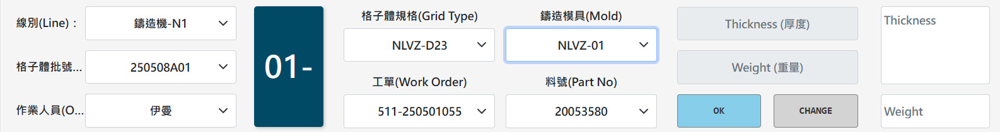 線別(Line)：
鑄造機-N1
格子體批號...
250508A01
作業人員(O...
伊曼
01-
格子體規格(Grid Type)
NLVZ-D23
工單(Work Order)
511-250501055
鑄造模具(Mold)
NLVZ-01
料號(Part No)
20053580
Thickness (厚度)
Weight (重量)
OK
CHANGE
Thickness
Weight